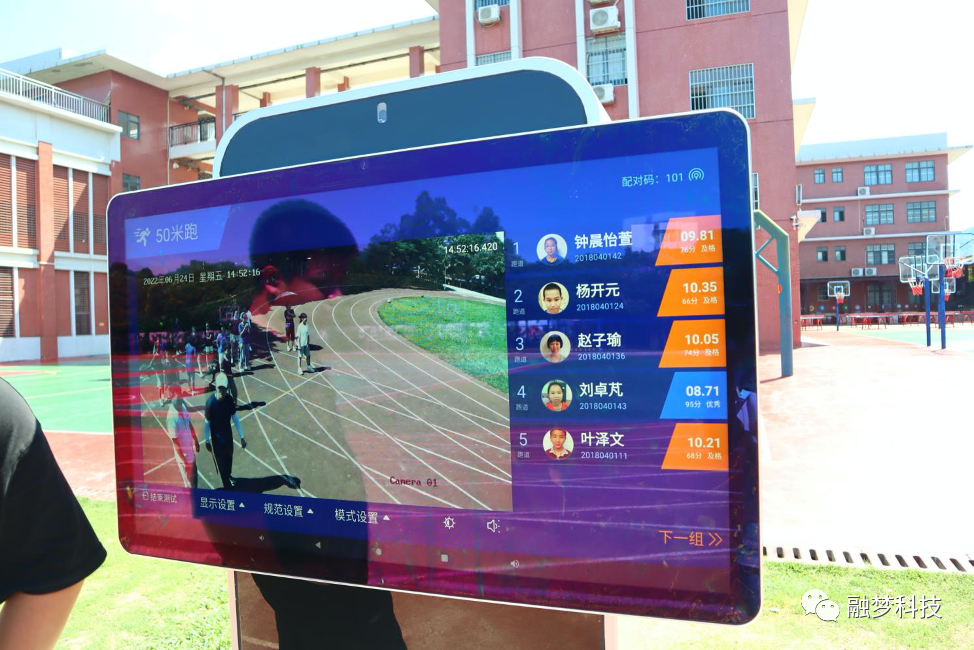 配对码：101
50米跑
14:52:16.420
2022年06月24日 星期五 14:52:16
1 跑道 钟晨怡萱 2018040142 09.81 76分 及格
2 跑道 杨开元 2018040124 10.35 66分 及格
3 跑道 赵子瑜 2018040136 10.05 74分 及格
4 跑道 刘卓芃 2018040143 08.71 95分 优秀
5 跑道 叶泽文 2018040111 10.21 68分 及格
Camera 01
结束测试 显示设置 规范设置 模式设置
下一组
融梦科技